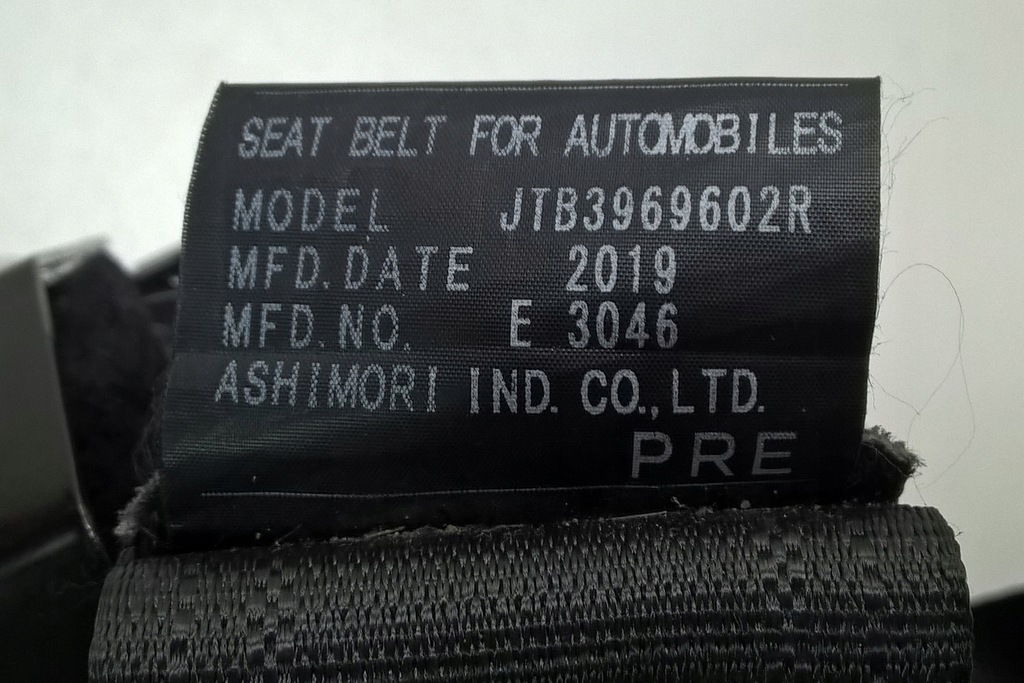 SEAT BELT FOR AUTOMOBILES
MODEL JTB3969602R
MFD.DATE 2019
MFD.NO. E 3046
ASHIMORI IND. CO.,LTD.
PRE